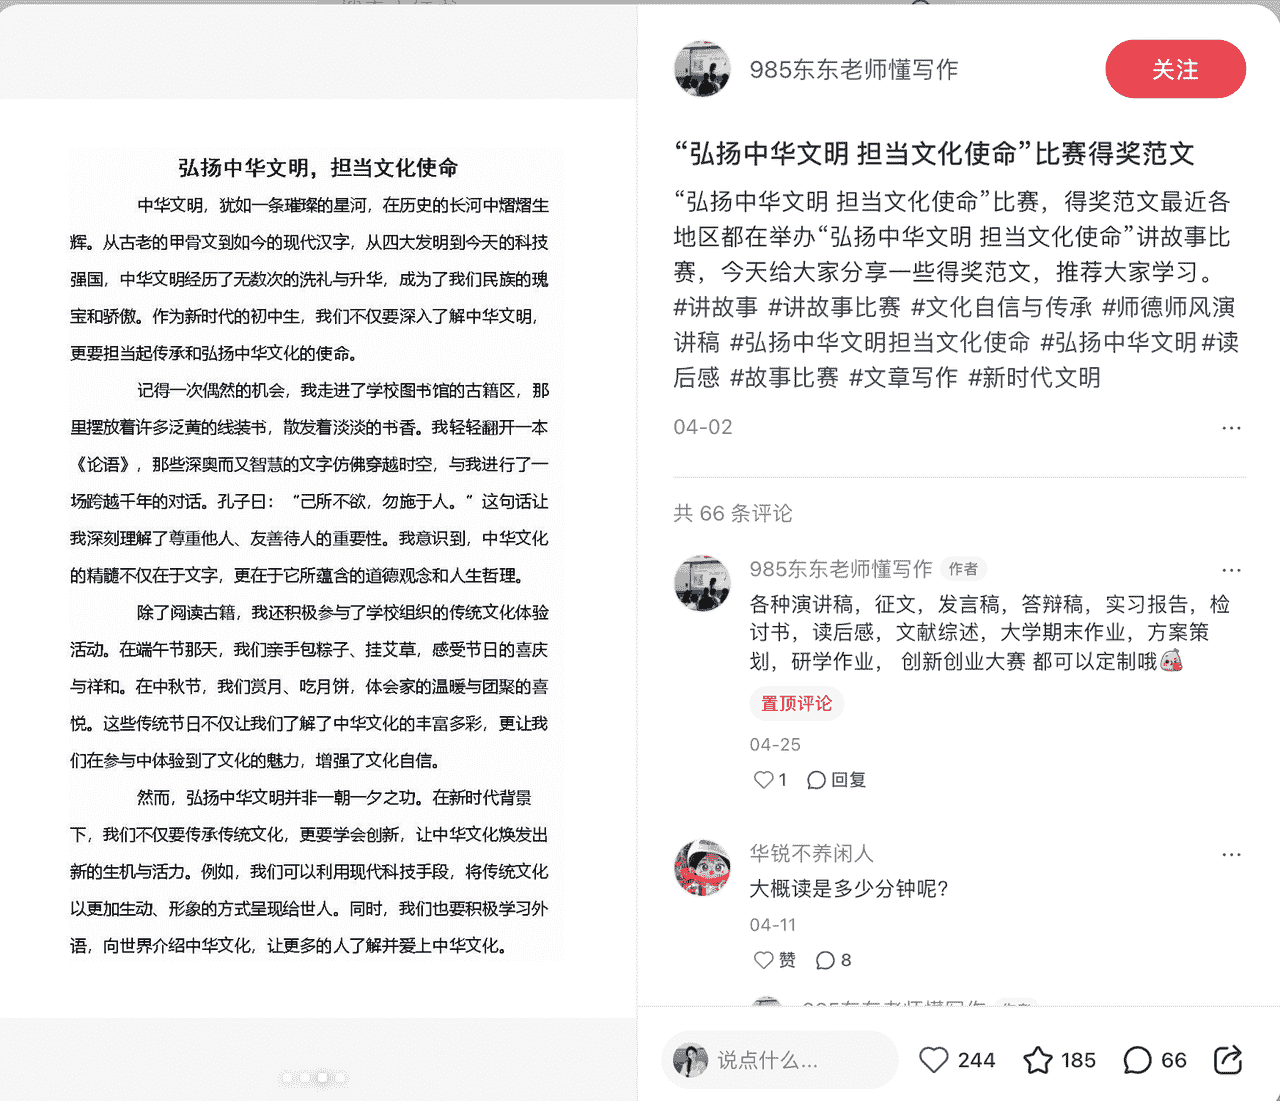 弘扬中华文明，担当文化使命
中华文明，犹如一条璀璨的星河，在历史的长河中熠熠生
辉。从古老的甲骨文到如今的现代汉字，从四大发明到今天的科技
强国，中华文明经历了无数次的洗礼与升华，成为了我们民族的瑰
宝和骄傲。作为新时代的初中生，我们不仅要深入了解中华文明，
更要担当起传承和弘扬中华文化的使命。
记得一次偶然的机会，我走进了学校图书馆的古籍区，那
里摆放着许多泛黄的线装书，散发着淡淡的书香。我轻轻翻开一本
《论语》，那些深奥而又智慧的文字仿佛穿越时空，与我进行了一
场跨越千年的对话。孔子曰：“己所不欲，勿施于人。”这句话让
我深刻理解了尊重他人、友善待人的重要性。我意识到，中华文化
的精髓不仅在于文字，更在于它所蕴含的道德观念和人生哲理。
除了阅读古籍，我还积极参与了学校组织的传统文化体验
活动。在端午节那天，我们亲手包粽子、挂艾草，感受节日的喜庆
与祥和。在中秋节，我们赏月、吃月饼，体会家的温暖与团聚的喜
悦。这些传统节日不仅让我们了解了中华文化的丰富多彩，更让我
们在参与中体验到了文化的魅力，增强了文化自信。
然而，弘扬中华文明并非一朝一夕之功。在新时代背景
下，我们不仅要传承传统文化，更要学会创新，让中华文化焕发出
新的生机与活力。例如，我们可以利用现代科技手段，将传统文化
以更加生动、形象的方式呈现给世人。同时，我们也要积极学习外
语，向世界介绍中华文化，让更多的人了解并爱上中华文化。
985东东老师懂写作
关注
“弘扬中华文明 担当文化使命”比赛得奖范文
“弘扬中华文明 担当文化使命”比赛，得奖范文最近各
地区都在举办“弘扬中华文明 担当文化使命”讲故事比
赛，今天给大家分享一些得奖范文，推荐大家学习。
#讲故事 #讲故事比赛 #文化自信与传承 #师德师风演
讲稿 #弘扬中华文明担当文化使命 #弘扬中华文明 #读
后感 #故事比赛 #文章写作 #新时代文明
04-02
共 66 条评论
985东东老师懂写作 作者
各种演讲稿，征文，发言稿，答辩稿，实习报告，检
讨书，读后感，文献综述，大学期末作业，方案策
划，研学作业， 创新创业大赛 都可以定制哦
置顶评论
04-25
1 回复
华锐不养闲人
大概读是多少分钟呢？
04-11
赞 8
985东东老师懂写作 作者
说点什么...
244 185 66